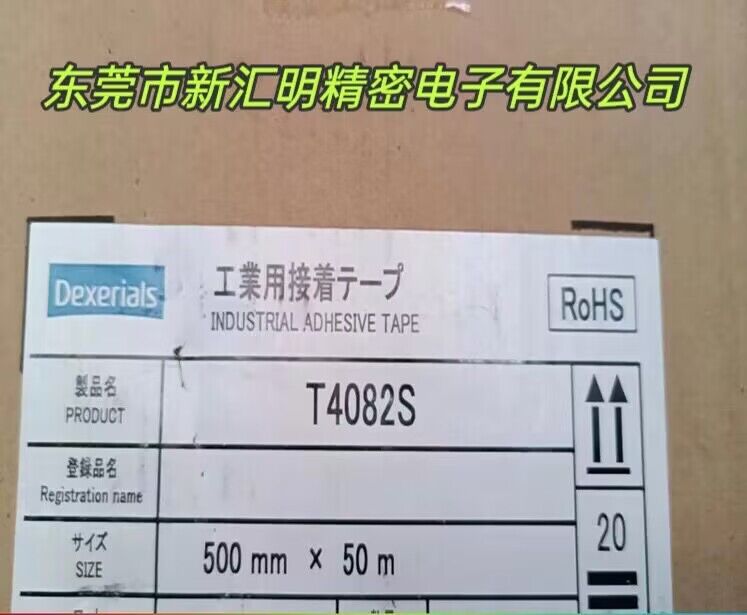 东莞市新汇明精密电子有限公司
Dexerials
工業用接着テープ
INDUSTRIAL ADHESIVE TAPE
RoHS
製品名
PRODUCT
T4082S
登録品名
Registration name
サイズ
SIZE
500 mm × 50 m
20